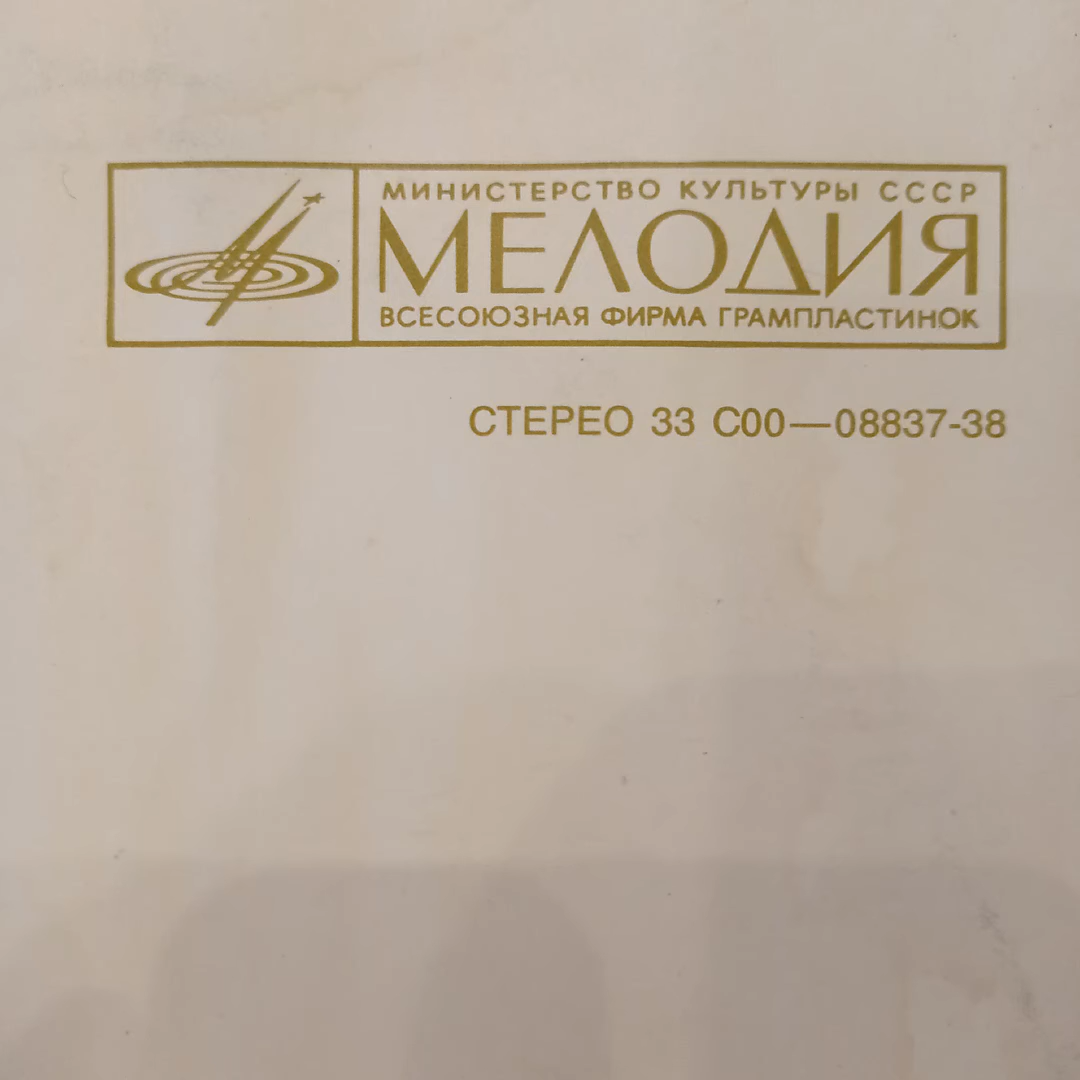 МИНИСТЕРСТВО КУЛЬТУРЫ СССР
МЕЛОДИЯ
ВСЕСОЮЗНАЯ ФИРМА ГРАМПЛАСТИНОК
СТЕРЕО 33 С00—08837-38